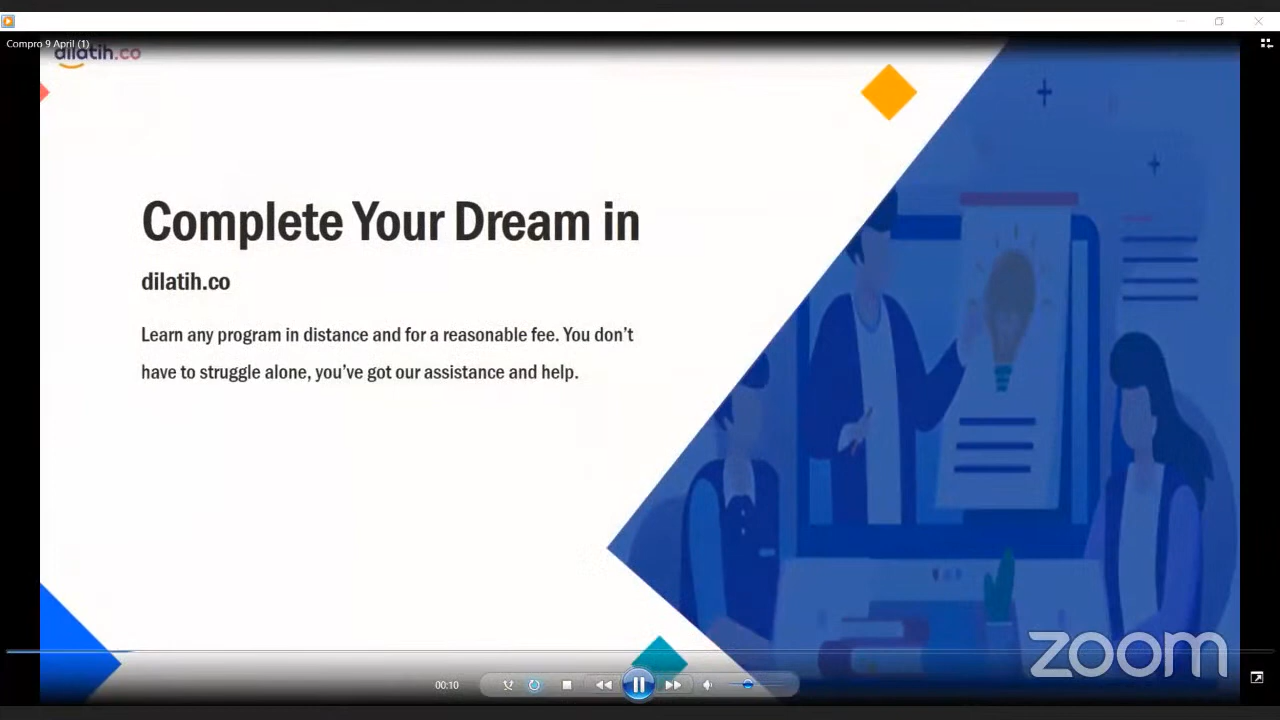 Compro 9 April (1)
dilatih.co
Complete Your Dream in
dilatih.co
Learn any program in distance and for a reasonable fee. You don't
have to struggle alone, you've got our assistance and help.
00:10
zoom